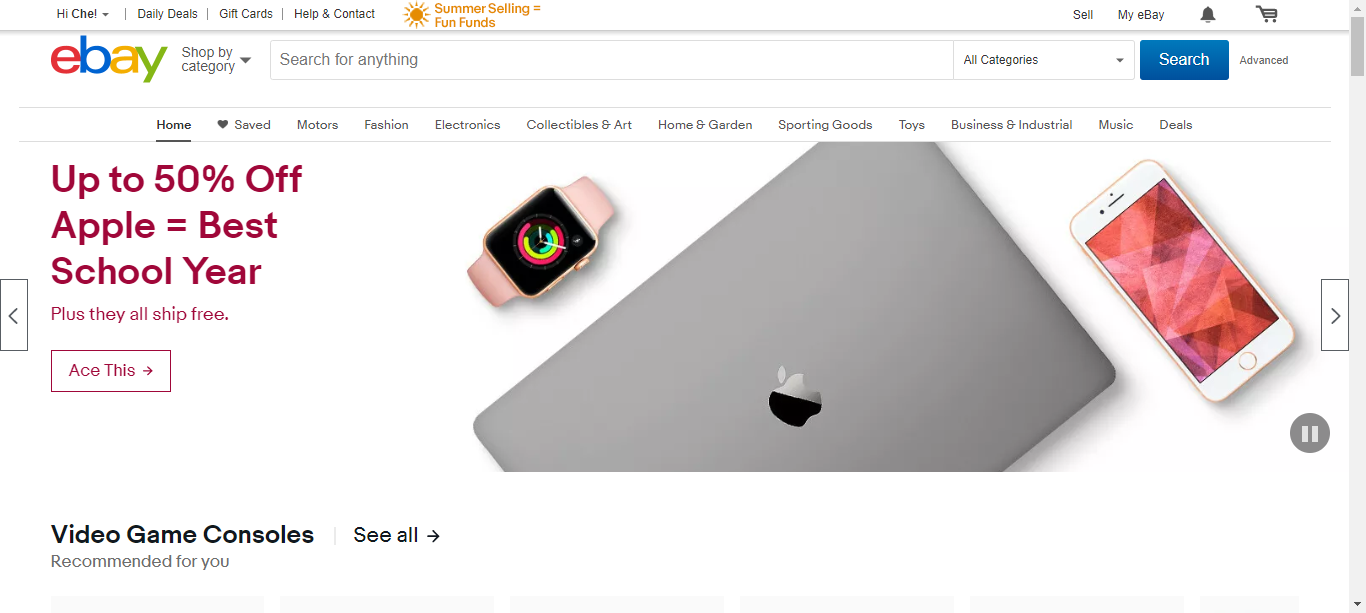 Hi Che!
Daily Deals
Gift Cards
Help & Contact
Summer Selling =
Fun Funds
Sell
My eBay
ebay
Shop by
category
Search for anything
All Categories
Search
Advanced
Home
Saved
Motors
Fashion
Electronics
Collectibles & Art
Home & Garden
Sporting Goods
Toys
Business & Industrial
Music
Deals
Up to 50% Off
Apple = Best
School Year
Plus they all ship free.
Ace This →
Video Game Consoles
See all →
Recommended for you